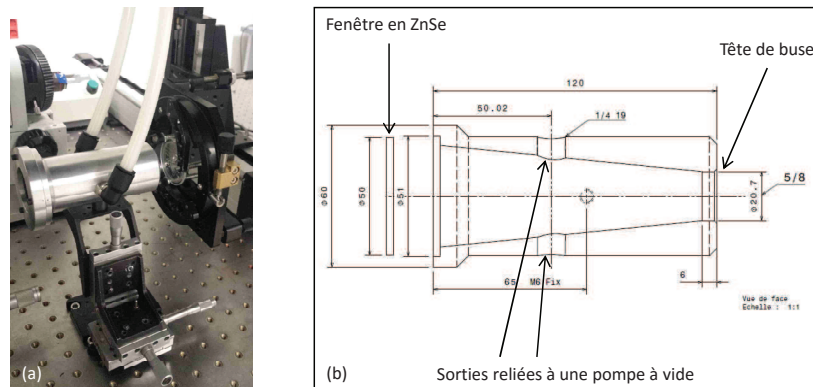 (a)
Fenêtre en ZnSe
Tête de buse
120
50.02
1/4 19
Ø60
Ø50
Ø51
Ø20.7
5/8
65 M6 Fix
6
Vue de face
Echelle : 1:1
(b)
Sorties reliées à une pompe à vide